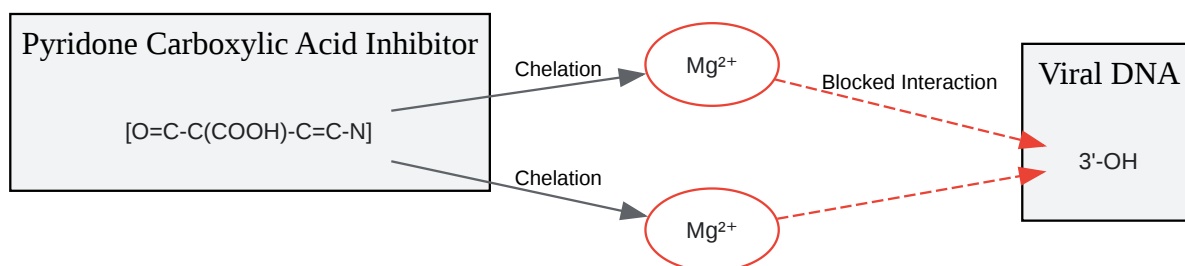 Pyridone Carboxylic Acid Inhibitor
[O=C-C(COOH)-C=C-N]
Chelation
Chelation
Mg²⁺
Mg²⁺
Blocked Interaction
Viral DNA
3'-OH